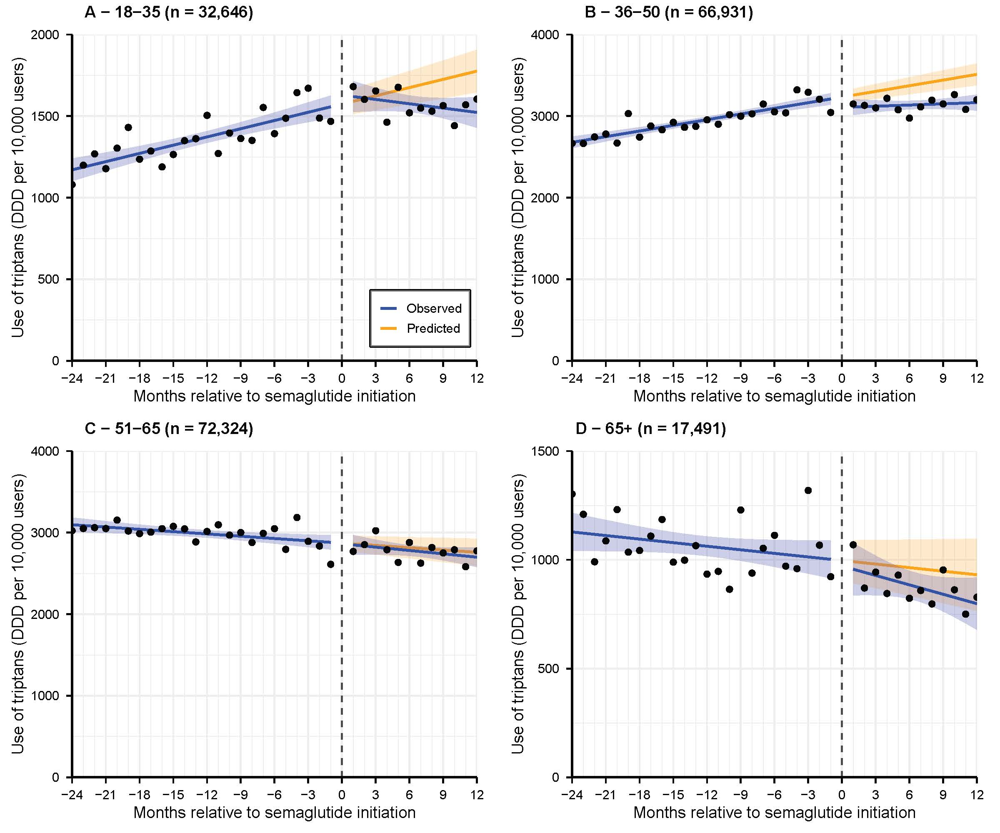 A − 18−35 (n = 32,646)
Use of triptans (DDD per 10,000 users)
2000
1500
1000
500
0
Observed
Predicted
−24 −21 −18 −15 −12 −9 −6 −3 0 3 6 9 12
Months relative to semaglutide initiation
B − 36−50 (n = 66,931)
Use of triptans (DDD per 10,000 users)
4000
3000
2000
1000
0
−24 −21 −18 −15 −12 −9 −6 −3 0 3 6 9 12
Months relative to semaglutide initiation
C − 51−65 (n = 72,324)
Use of triptans (DDD per 10,000 users)
4000
3000
2000
1000
0
−24 −21 −18 −15 −12 −9 −6 −3 0 3 6 9 12
Months relative to semaglutide initiation
D − 65+ (n = 17,491)
Use of triptans (DDD per 10,000 users)
1500
1000
500
0
−24 −21 −18 −15 −12 −9 −6 −3 0 3 6 9 12
Months relative to semaglutide initiation